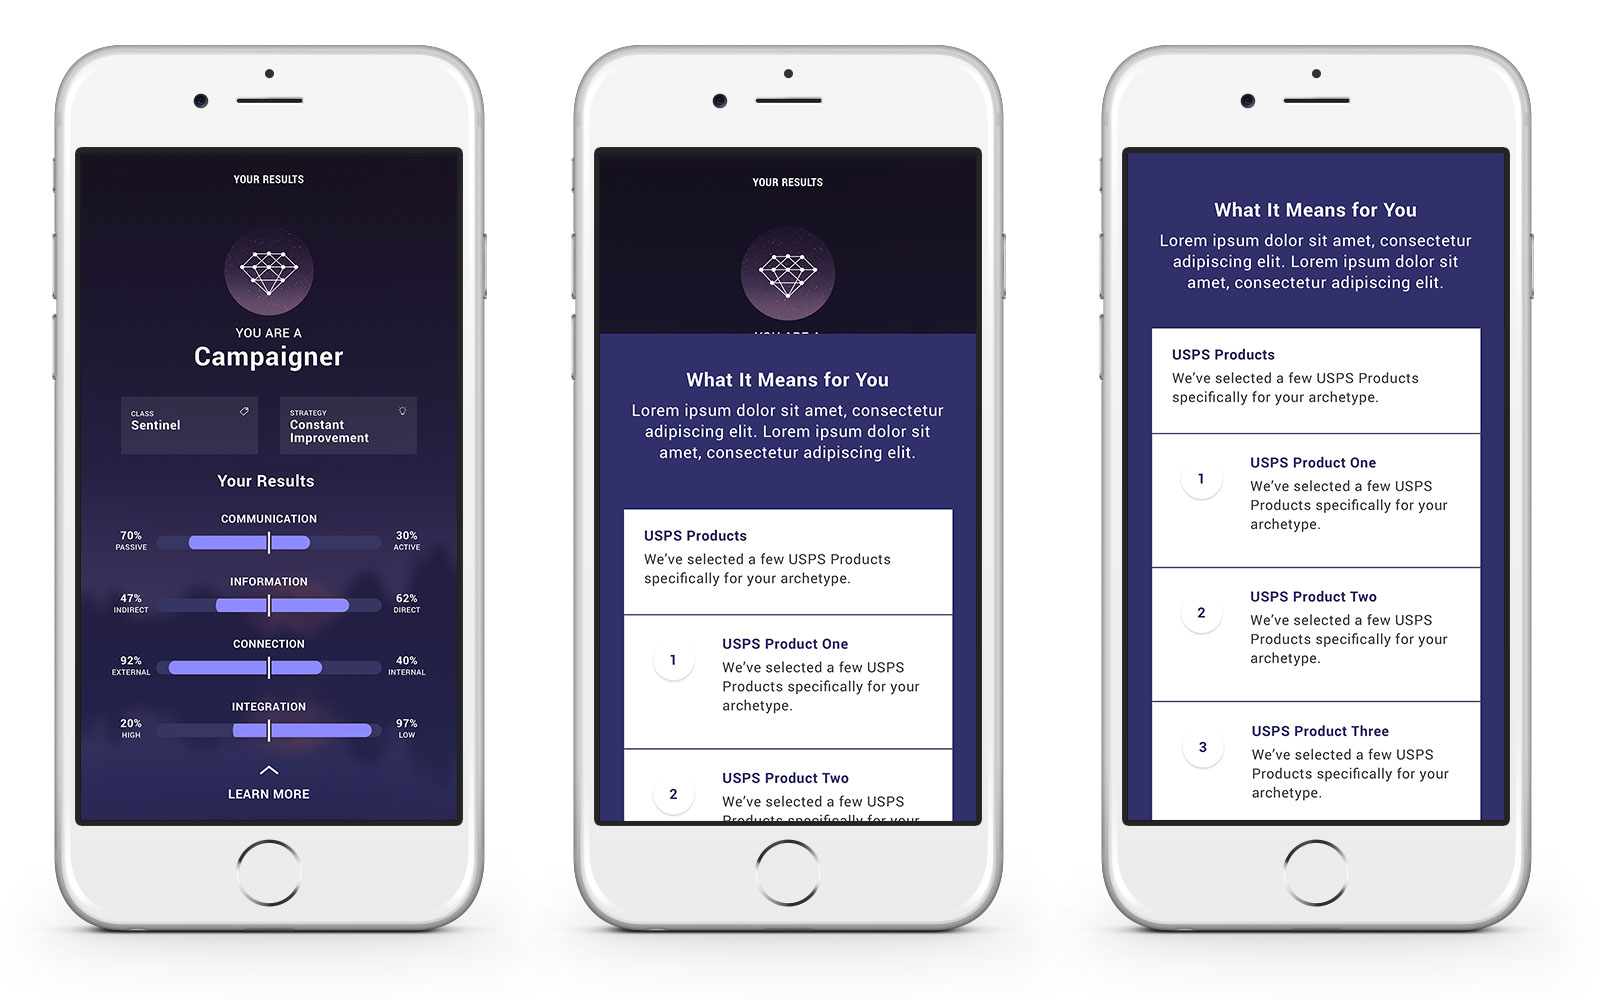 YOUR RESULTS
YOU ARE A
Campaigner
CLASS
Sentinel
STRATEGY
Constant
Improvement
Your Results
COMMUNICATION
70%
PASSIVE
30%
ACTIVE
INFORMATION
47%
INDIRECT
62%
DIRECT
CONNECTION
92%
EXTERNAL
40%
INTERNAL
INTEGRATION
20%
HIGH
97%
LOW
LEARN MORE
YOUR RESULTS
YOU ARE A
What It Means for You
Lorem ipsum dolor sit amet, consectetur
adipiscing elit. Lorem ipsum dolor sit
amet, consectetur adipiscing elit.
USPS Products
We’ve selected a few USPS Products
specifically for your archetype.
1
USPS Product One
We’ve selected a few USPS
Products specifically for your
archetype.
2
USPS Product Two
We’ve selected a few USPS
Products specifically for your
What It Means for You
Lorem ipsum dolor sit amet, consectetur
adipiscing elit. Lorem ipsum dolor sit
amet, consectetur adipiscing elit.
USPS Products
We’ve selected a few USPS Products
specifically for your archetype.
1
USPS Product One
We’ve selected a few USPS
Products specifically for your
archetype.
2
USPS Product Two
We’ve selected a few USPS
Products specifically for your
archetype.
3
USPS Product Three
We’ve selected a few USPS
Products specifically for your
archetype.